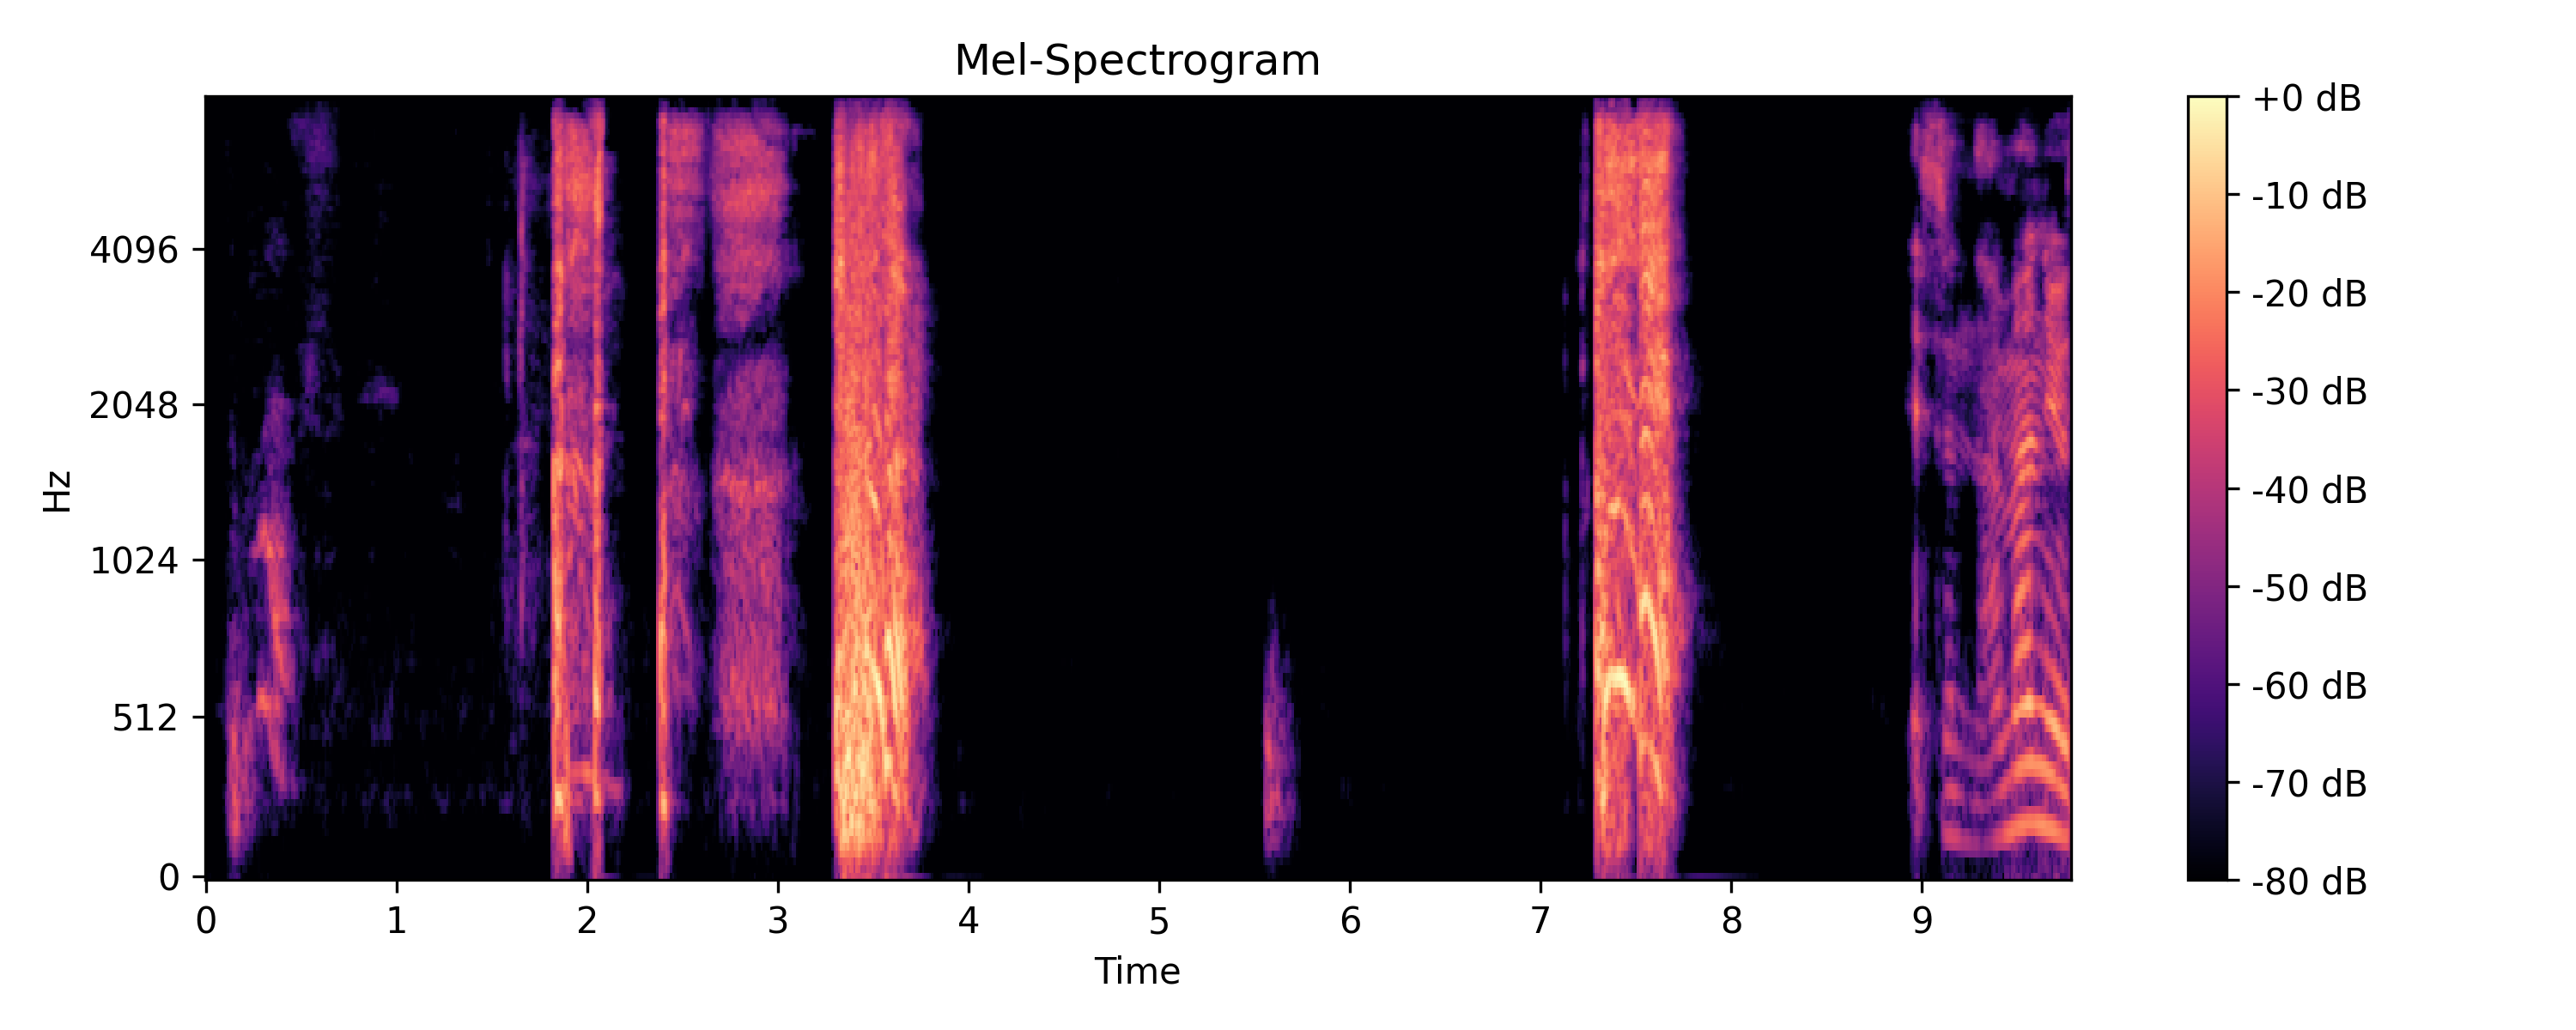 Mel-Spectrogram
Hz
4096
2048
1024
512
0
0 1 2 3 4 5 6 7 8 9
Time
+0 dB
-10 dB
-20 dB
-30 dB
-40 dB
-50 dB
-60 dB
-70 dB
-80 dB